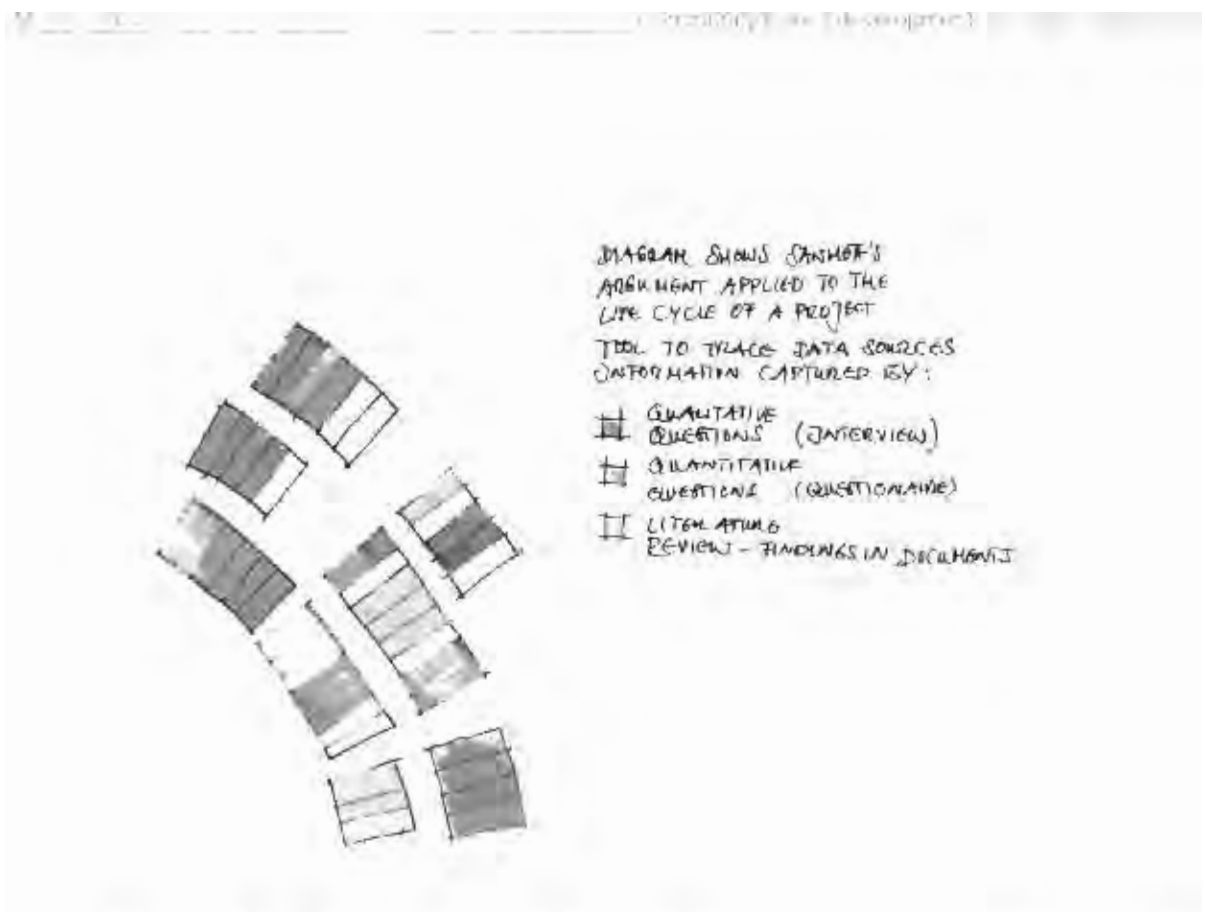 DIAGRAM SHOWS
ARGUMENT APPLIED TO THE
LIFE CYCLE OF A PROJECT
TOOL TO TRACE DATA SOURCES
INFORMATION CAPTURED BY:
QUALITATIVE
QUESTIONS (INTERVIEW)
QUANTITATIVE
QUESTIONS (QUESTIONAIRE)
LITERATURE
REVIEW - FINDINGS IN DOCUMENTS